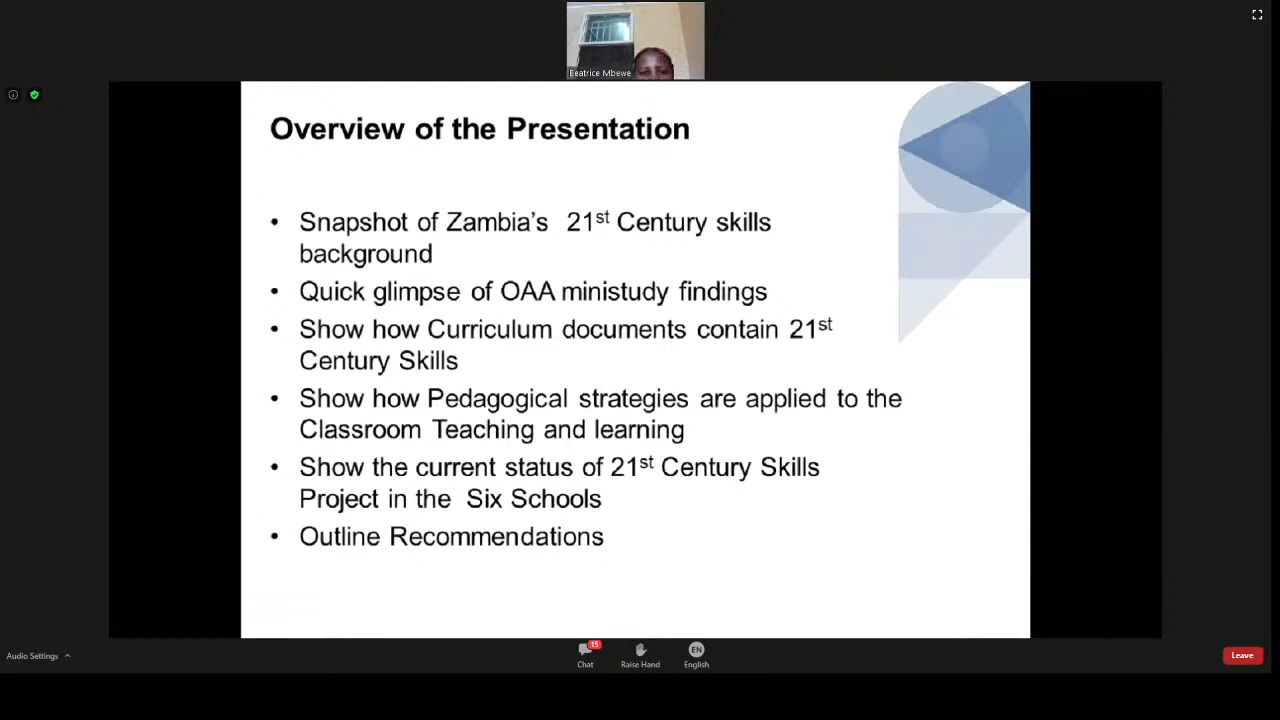 Beatrice Mbewe
Overview of the Presentation
• Snapshot of Zambia's 21st Century skills
background
• Quick glimpse of OAA ministudy findings
• Show how Curriculum documents contain 21st
Century Skills
• Show how Pedagogical strategies are applied to the
Classroom Teaching and learning
• Show the current status of 21st Century Skills
Project in the Six Schools
• Outline Recommendations
Audio Settings
15
Chat
Raise Hand
EN
English
Leave